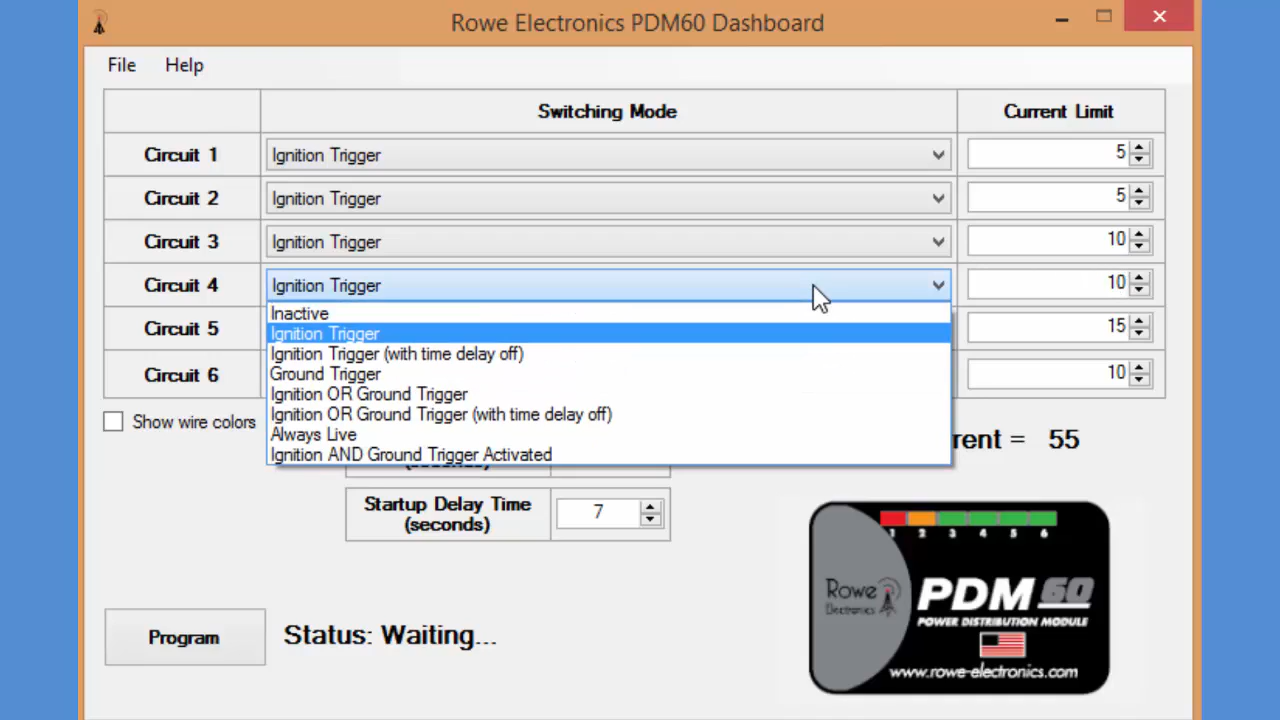 Rowe Electronics PDM60 Dashboard
File Help
Switching Mode Current Limit
Circuit 1 Ignition Trigger 5
Circuit 2 Ignition Trigger 5
Circuit 3 Ignition Trigger 10
Circuit 4 Ignition Trigger 10
Inactive
Circuit 5 Ignition Trigger 15
Ignition Trigger (with time delay off)
Circuit 6 Ground Trigger 10
Ignition OR Ground Trigger
Show wire colors Ignition OR Ground Trigger (with time delay off)
Always Live rent = 55
Ignition AND Ground Trigger Activated
Startup Delay Time 7
(seconds)
1 2 3 4 5 6
Rowe
Electronics
PDM60
POWER DISTRIBUTION MODULE
www.rowe-electronics.com
Program Status: Waiting...